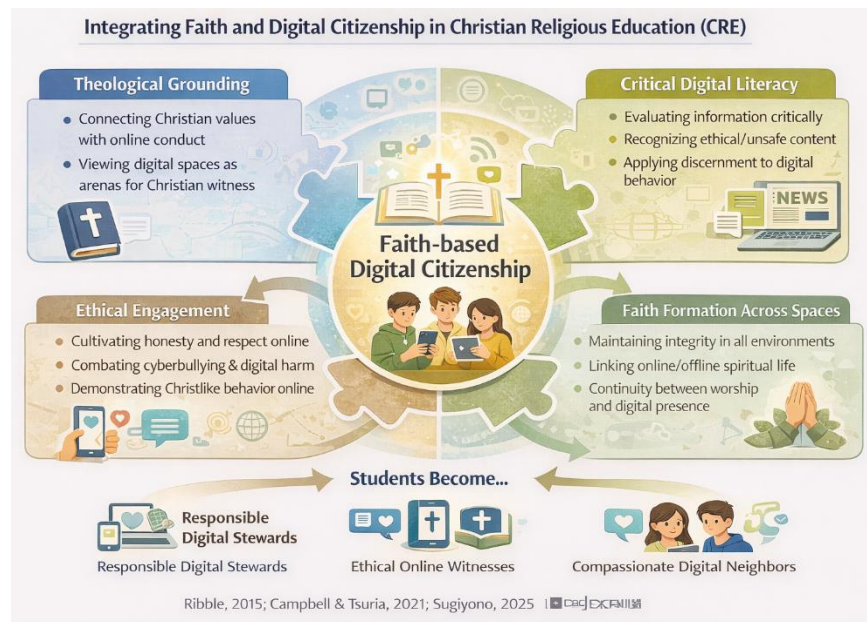 Integrating Faith and Digital Citizenship in Christian Religious Education (CRE)
Theological Grounding
• Connecting Christian values
with online conduct
• Viewing digital spaces as
arenas for Christian witness
Critical Digital Literacy
• Evaluating information critically
• Recognizing ethical/unsafe content
• Applying discernment to digital
behavior
NEWS
Faith-based
Digital Citizenship
Ethical Engagement
• Cultivating honesty and respect online
• Combating cyberbullying & digital harm
• Demonstrating Christlike behavior online
Faith Formation Across Spaces
• Maintaining integrity in all environments
• Linking online/offline spiritual life
• Continuity between worship
and digital presence
Students Become...
Responsible
Digital Stewards
Responsible Digital Stewards
Ethical Online Witnesses
Compassionate Digital Neighbors
Ribble, 2015; Campbell & Tsuria, 2021; Sugiyono, 2025